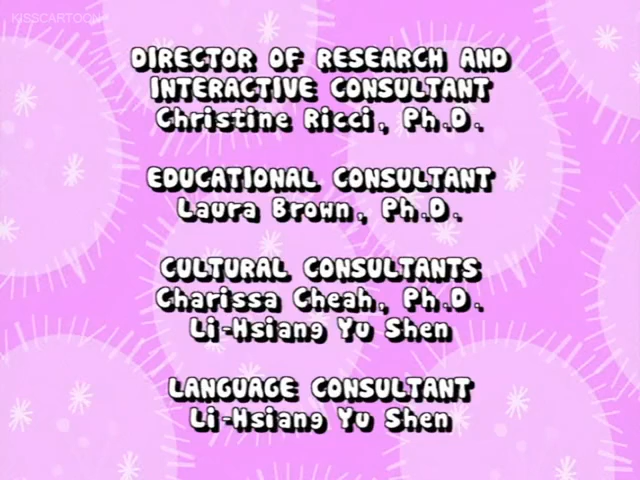 KISSCARTOON
DIRECTOR OF RESEARCH AND
INTERACTIVE CONSULTANT
Christine Ricci, Ph.D.
EDUCATIONAL CONSULTANT
Laura Brown, Ph.D.
CULTURAL CONSULTANTS
Charissa Cheah, Ph.D.
Li-Hsiang Yu Shen
LANGUAGE CONSULTANT
Li-Hsiang Yu Shen